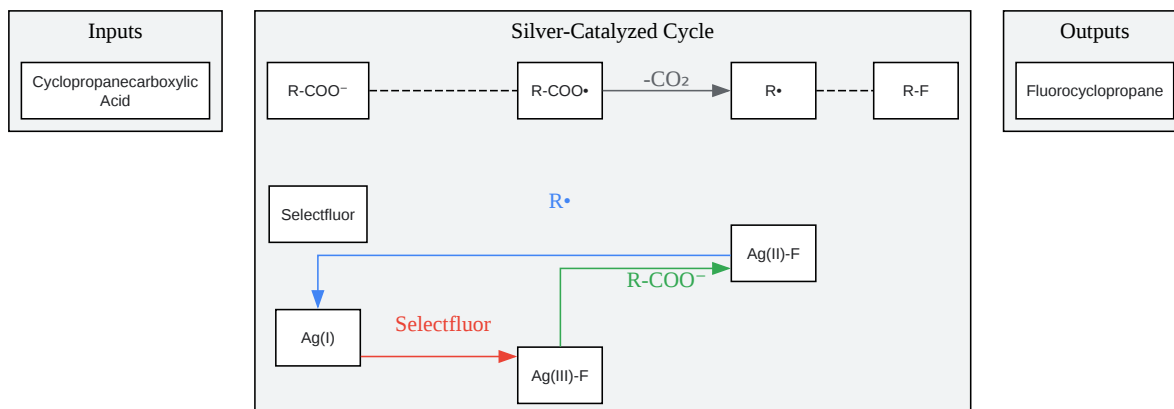 Inputs
Cyclopropanecarboxylic
Acid
Silver-Catalyzed Cycle
R-COO⁻
R-COO•
-CO₂
R•
R-F
Selectfluor
R•
Ag(II)-F
R-COO⁻
Ag(I)
Selectfluor
Ag(III)-F
Outputs
Fluorocyclopropane